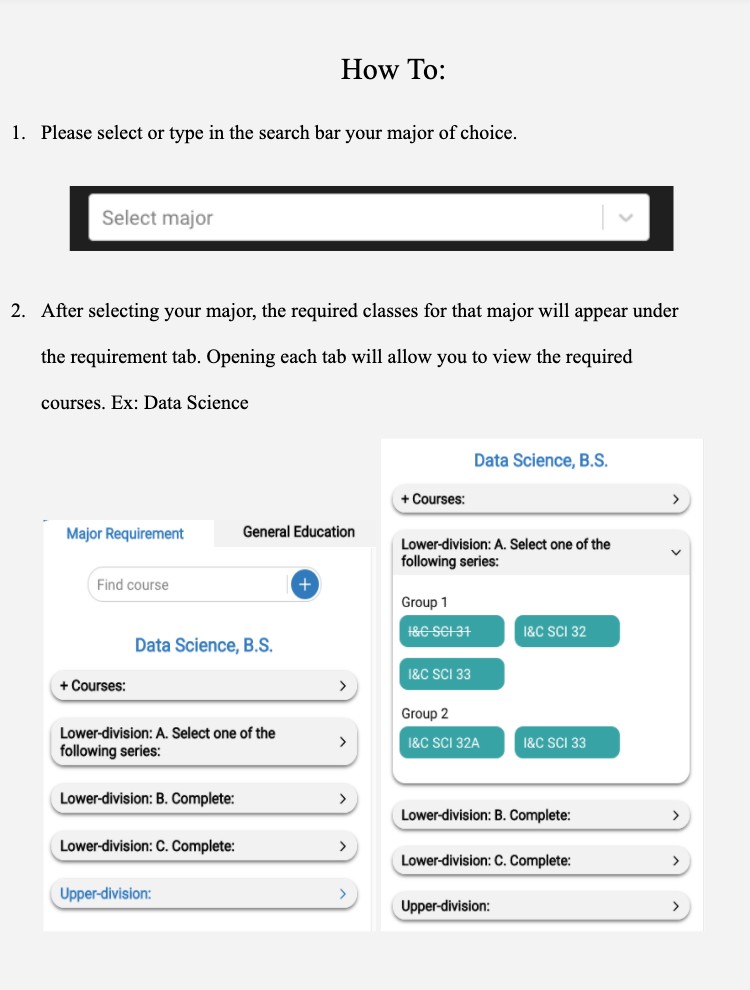 How To:
1. Please select or type in the search bar your major of choice.
Select major
2. After selecting your major, the required classes for that major will appear under
the requirement tab. Opening each tab will allow you to view the required
courses. Ex: Data Science
Major Requirement
General Education
Find course
+
Data Science, B.S.
+ Courses:
Lower-division: A. Select one of the
following series:
Lower-division: B. Complete:
Lower-division: C. Complete:
Upper-division:
Data Science, B.S.
+ Courses:
Lower-division: A. Select one of the
following series:
Group 1
I&C SCI 31
I&C SCI 32
I&C SCI 33
Group 2
I&C SCI 32A
I&C SCI 33
Lower-division: B. Complete:
Lower-division: C. Complete:
Upper-division: